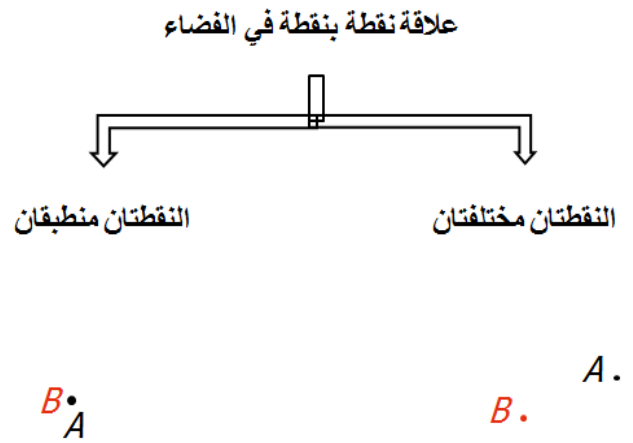 علاقة نقطة بنقطة في الفضاء
النقطتان مختلفتان
النقطتان منطبقان
A
B
B
A